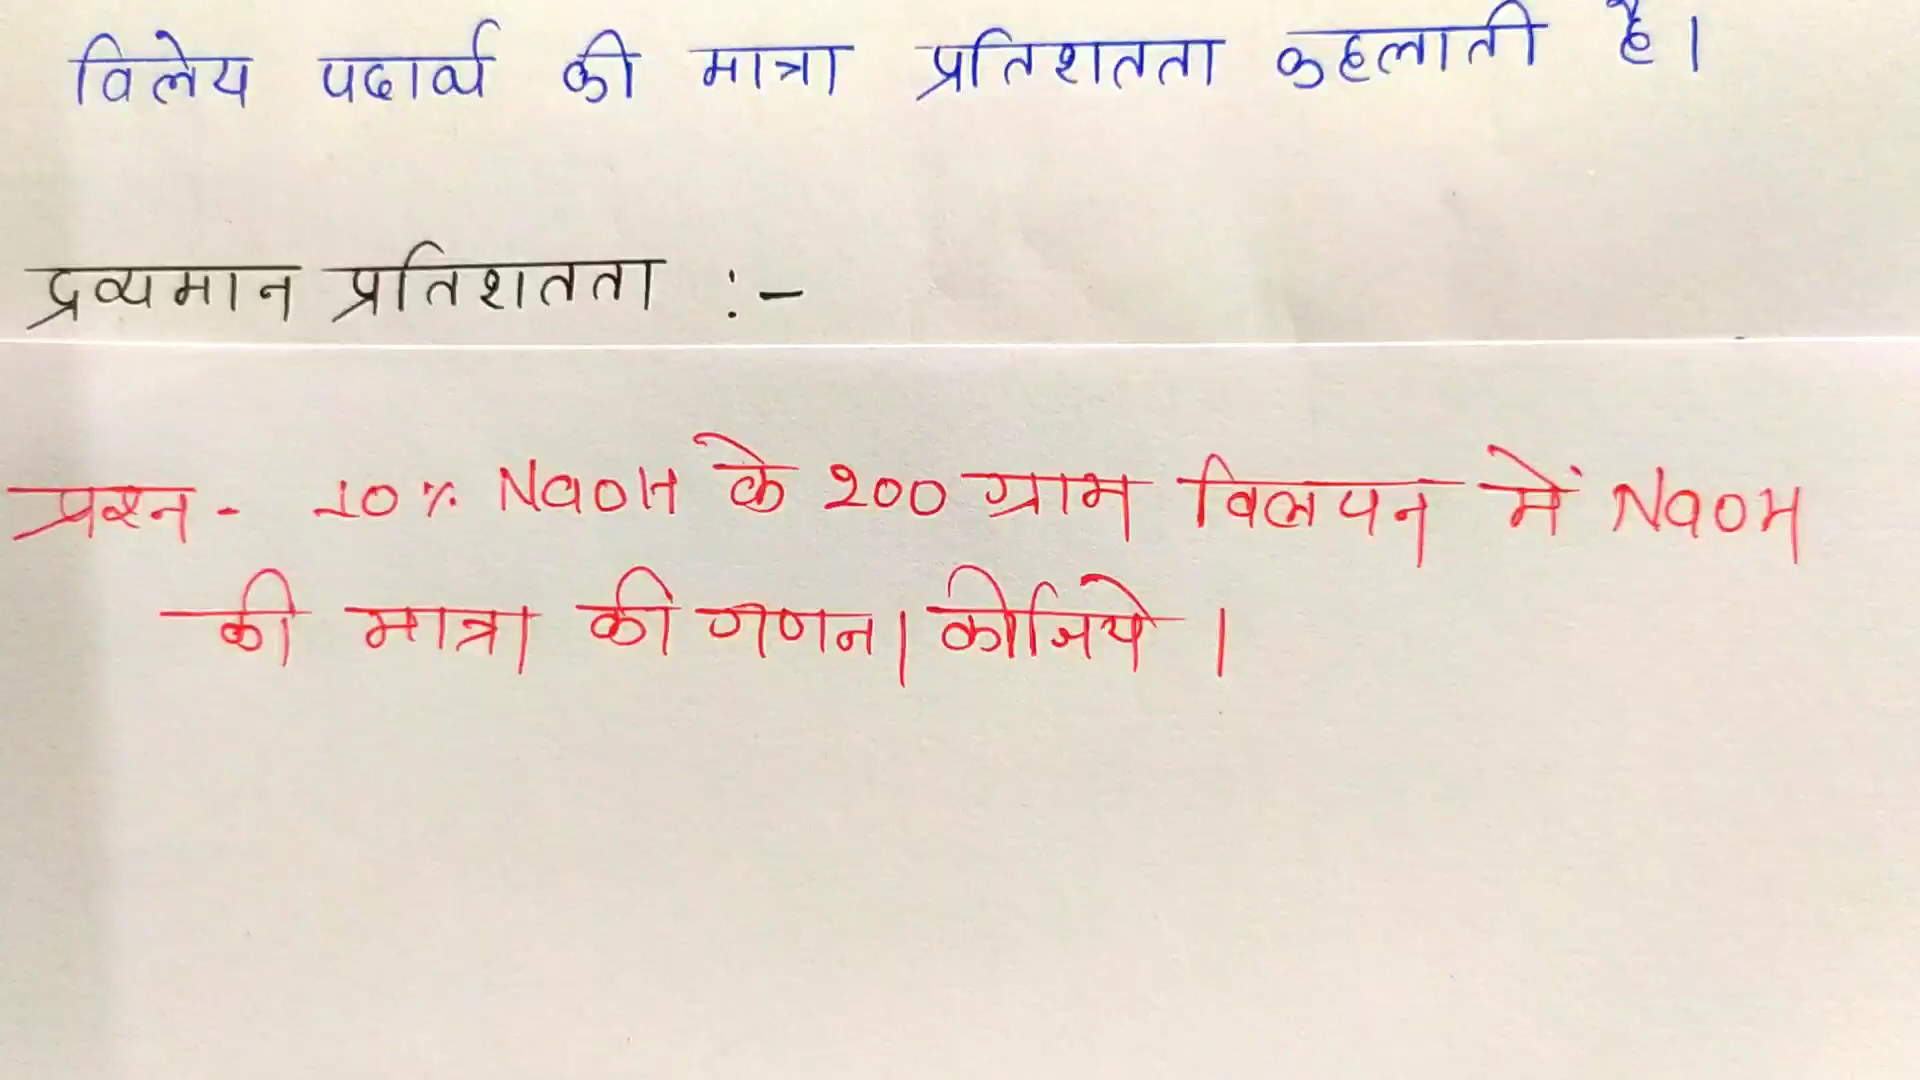 विलेय पदार्थ की मात्रा प्रतिशतता कहलाती है।
द्रव्यमान प्रतिशतता :-
प्रश्न - 10% NaOH के 200 ग्राम विलयन में NaOH
की मात्रा की गणना कीजिये ।